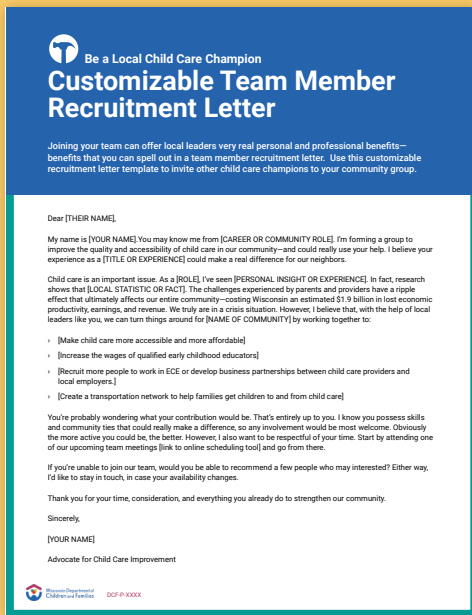 Be a Local Child Care Champion
Customizable Team Member
Recruitment Letter
Joining your team can offer local leaders very real personal and professional benefits—
benefits that you can spell out in a team member recruitment letter.  Use this customizable
recruitment letter template to invite other child care champions to your community group.
Dear [THEIR NAME],
My name is [YOUR NAME].You may know me from [CAREER OR COMMUNITY ROLE]. I'm forming a group to
improve the quality and accessibility of child care in our community—and could really use your help. I believe your
experience as a [TITLE OR EXPERIENCE] could make a real difference for our neighbors.
Child care is an important issue. As a [ROLE], I've seen [PERSONAL INSIGHT OR EXPERIENCE]. In fact, research
shows that [LOCAL STATISTIC OR FACT]. The challenges experienced by parents and providers have a ripple
effect that ultimately affects our entire community—costing Wisconsin an estimated $1.9 billion in lost economic
productivity, earnings, and revenue. We truly are in a crisis situation. However, I believe that, with the help of local
leaders like you, we can turn things around for [NAME OF COMMUNITY] by working together to:
› [Make child care more accessible and more affordable]
› [Increase the wages of qualified early childhood educators]
› [Recruit more people to work in ECE or develop business partnerships between child care providers and
local employers.]
› [Create a transportation network to help families get children to and from child care]
You're probably wondering what your contribution would be. That's entirely up to you. I know you possess skills
and community ties that could really make a difference, so any involvement would be most welcome. Obviously
the more active you could be, the better. However, I also want to be respectful of your time. Start by attending one
of our upcoming team meetings [link to online scheduling tool] and go from there.
If you're unable to join our team, would you be able to recommend a few people who may interested? Either way,
I'd like to stay in touch, in case your availability changes.
Thank you for your time, consideration, and everything you already do to strengthen our community.
Sincerely,
[YOUR NAME]
Advocate for Child Care Improvement
Wisconsin Department of
Children and Families
DCF-P-XXXX